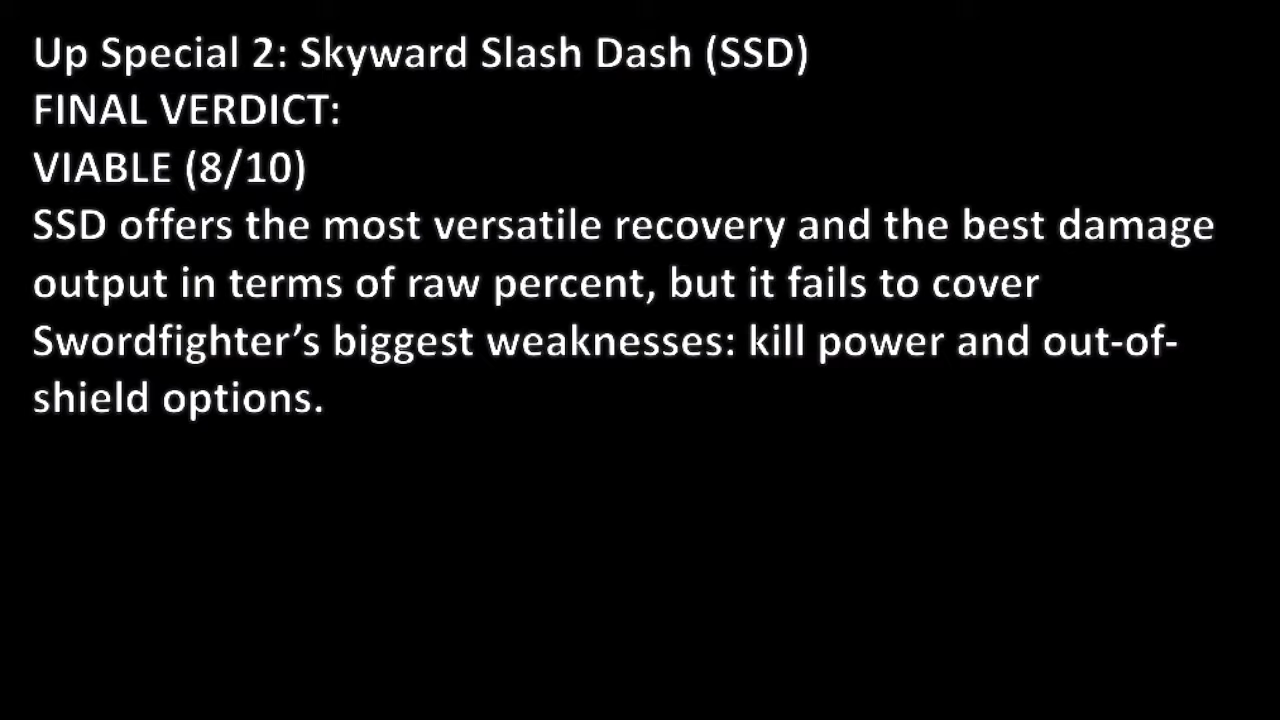 Up Special 2: Skyward Slash Dash (SSD)
FINAL VERDICT:
VIABLE (8/10)
SSD offers the most versatile recovery and the best damage
output in terms of raw percent, but it fails to cover
Swordfighter’s biggest weaknesses: kill power and out-of-
shield options.